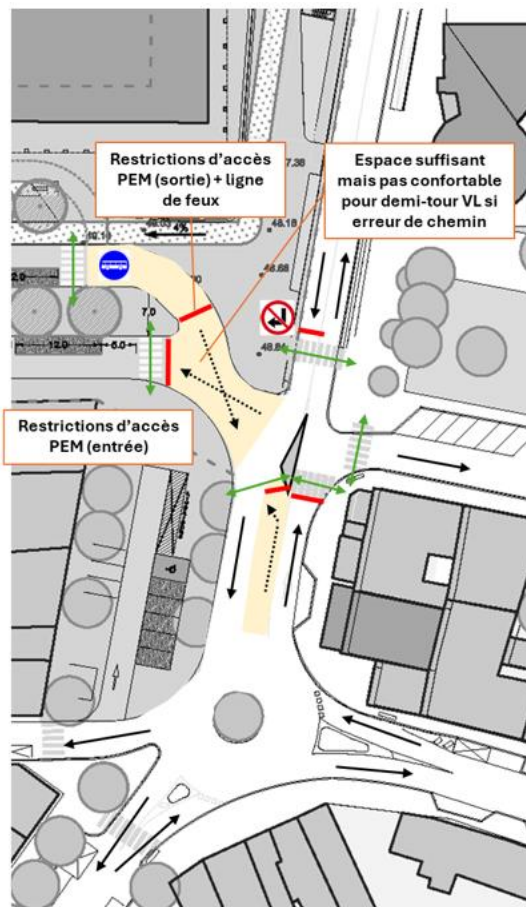 Restrictions d'accès
PEM (sortie) + ligne
de feux
Espace suffisant
mais pas confortable
pour demi-tour VL si
erreur de chemin
7.38
4%
48.18
48.68
2.0
7,0
48.84
12.0
5.0
Restrictions d'accès
PEM (entrée)
P